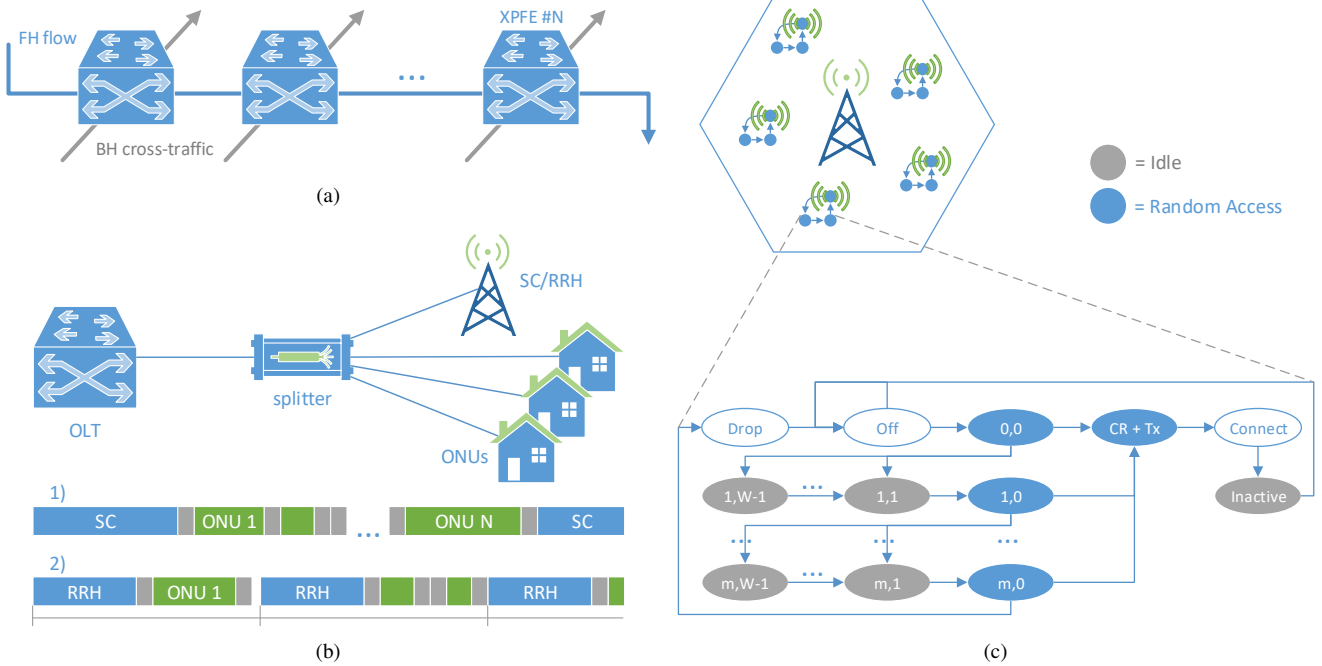 FH flow
XPFE #N
...
BH cross-traffic
(a)
SC/RRH
OLT
splitter
ONUs
1)
SC
ONU 1
...
ONU N
SC
2)
RRH
ONU 1
RRH
RRH
(b)
= Idle
= Random Access
Drop
Off
0,0
CR + Tx
Connect
1,W-1
...
1,1
1,0
Inactive
...
...
...
m,W-1
...
m,1
m,0
(c)